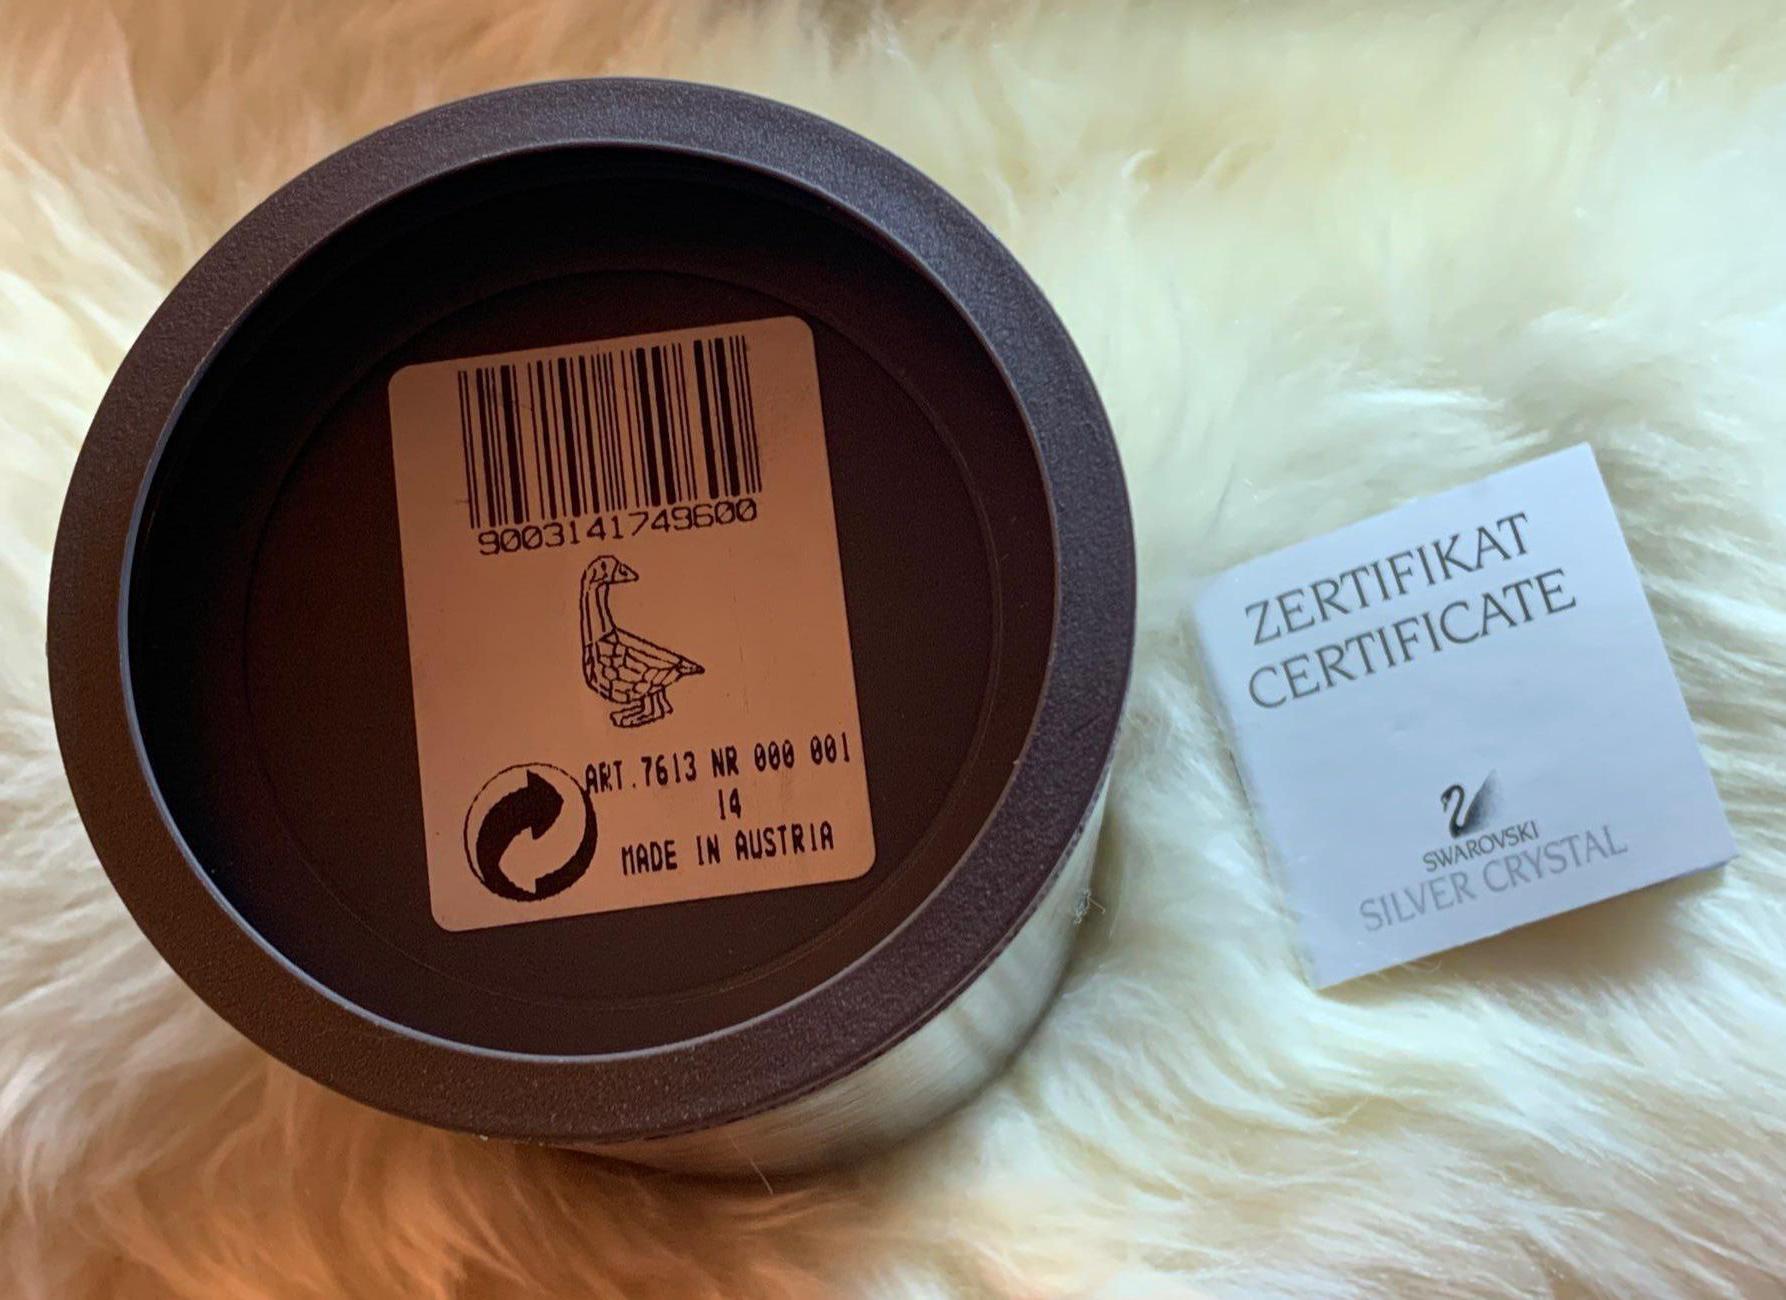 9003141749600
ART.7613 NR 000 001
14
MADE IN AUSTRIA
ZERTIFIKAT
CERTIFICATE
SWAROVSKI
SILVER CRYSTAL